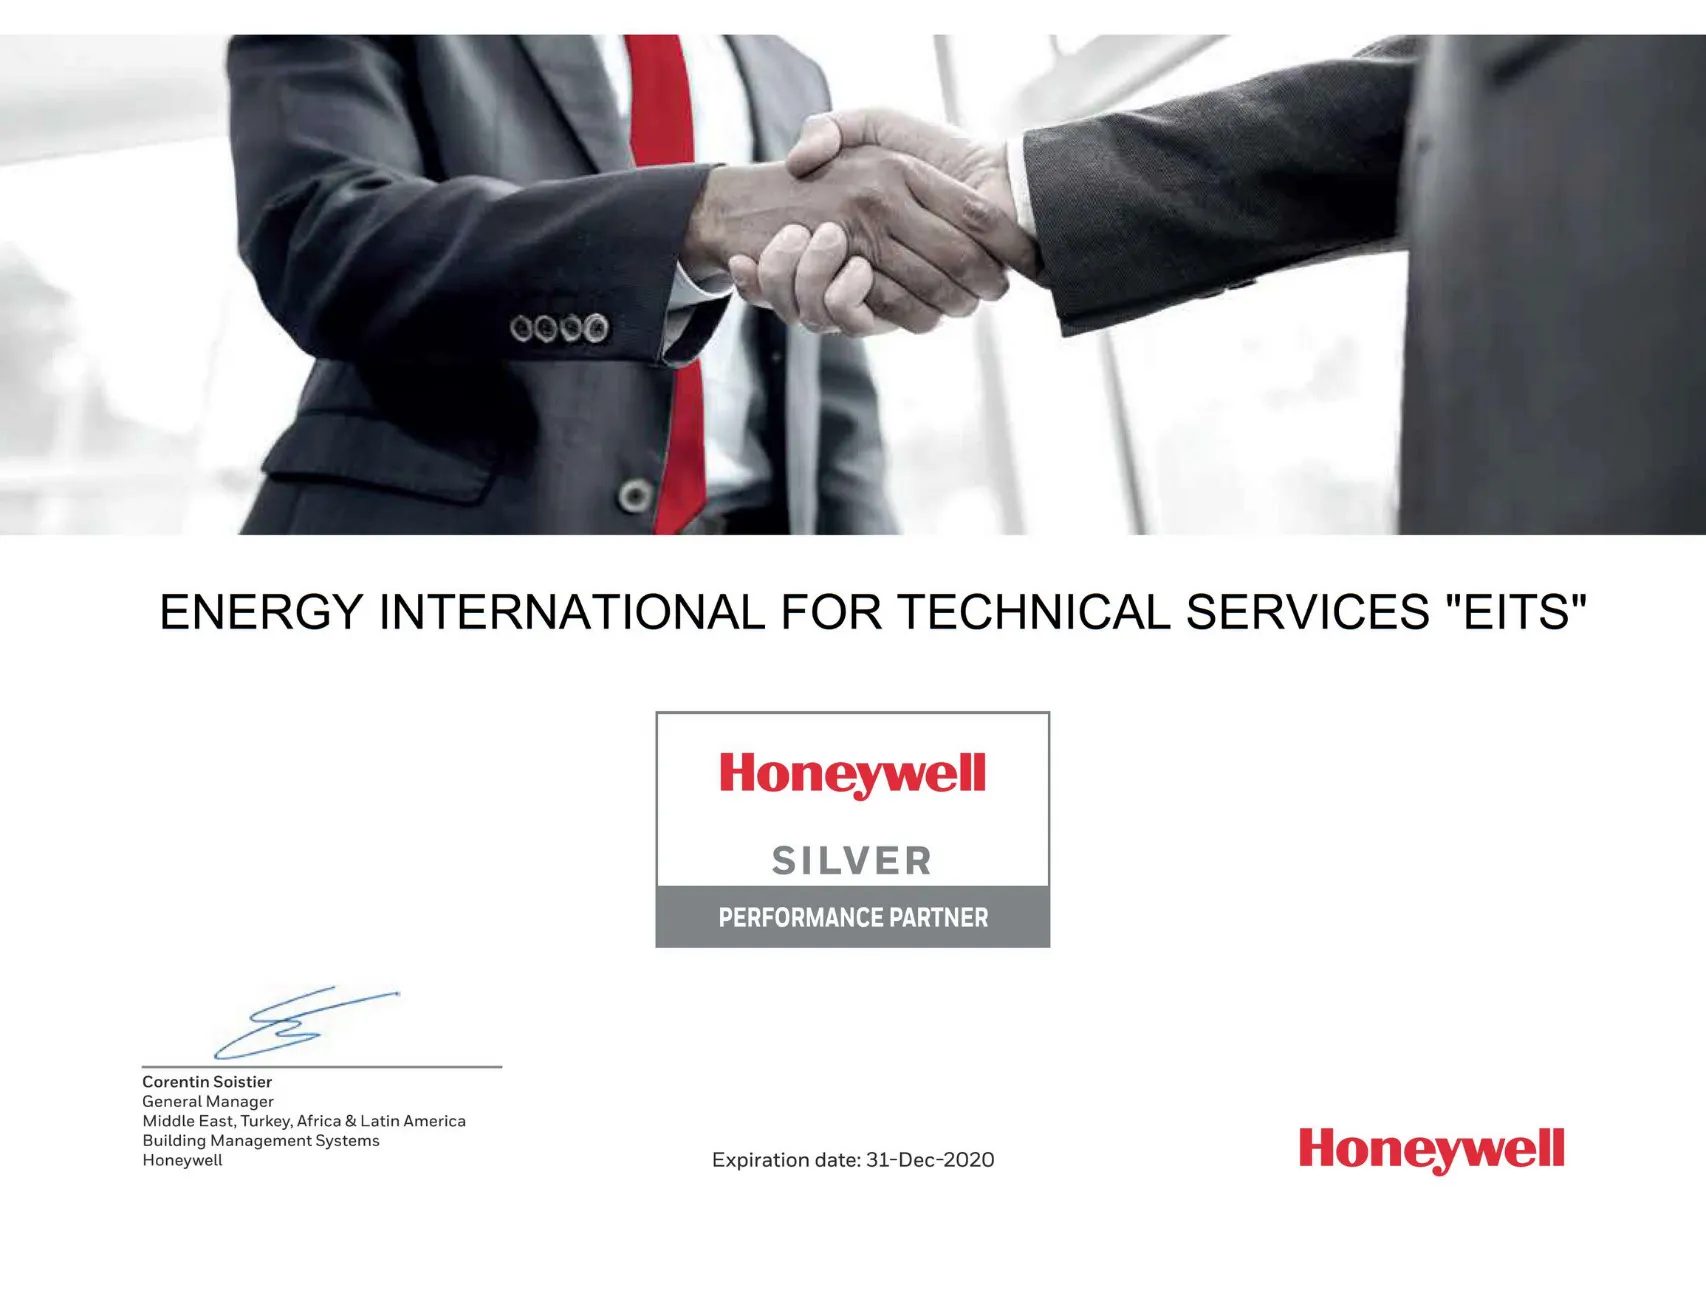 ENERGY INTERNATIONAL FOR TECHNICAL SERVICES "EITS"
Honeywell
SILVER
PERFORMANCE PARTNER
Corentin Soistier
General Manager
Middle East, Turkey, Africa & Latin America
Building Management Systems
Honeywell
Expiration date: 31-Dec-2020
Honeywell